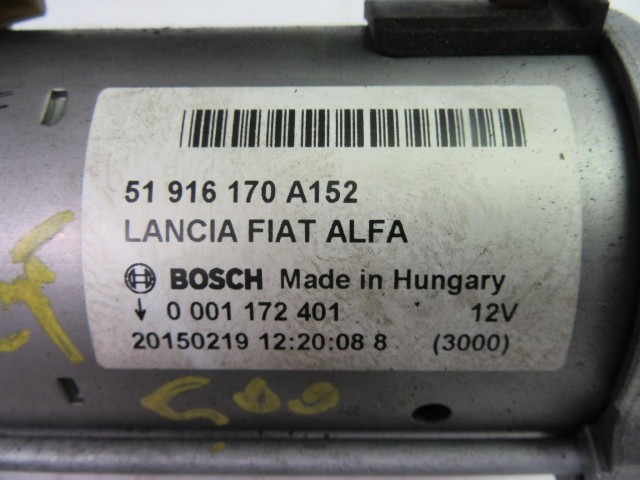 51 916 170 A152
LANCIA FIAT ALFA
BOSCH Made in Hungary
↓ 0 001 172 401 12V
20150219 12:20:08 8 (3000)